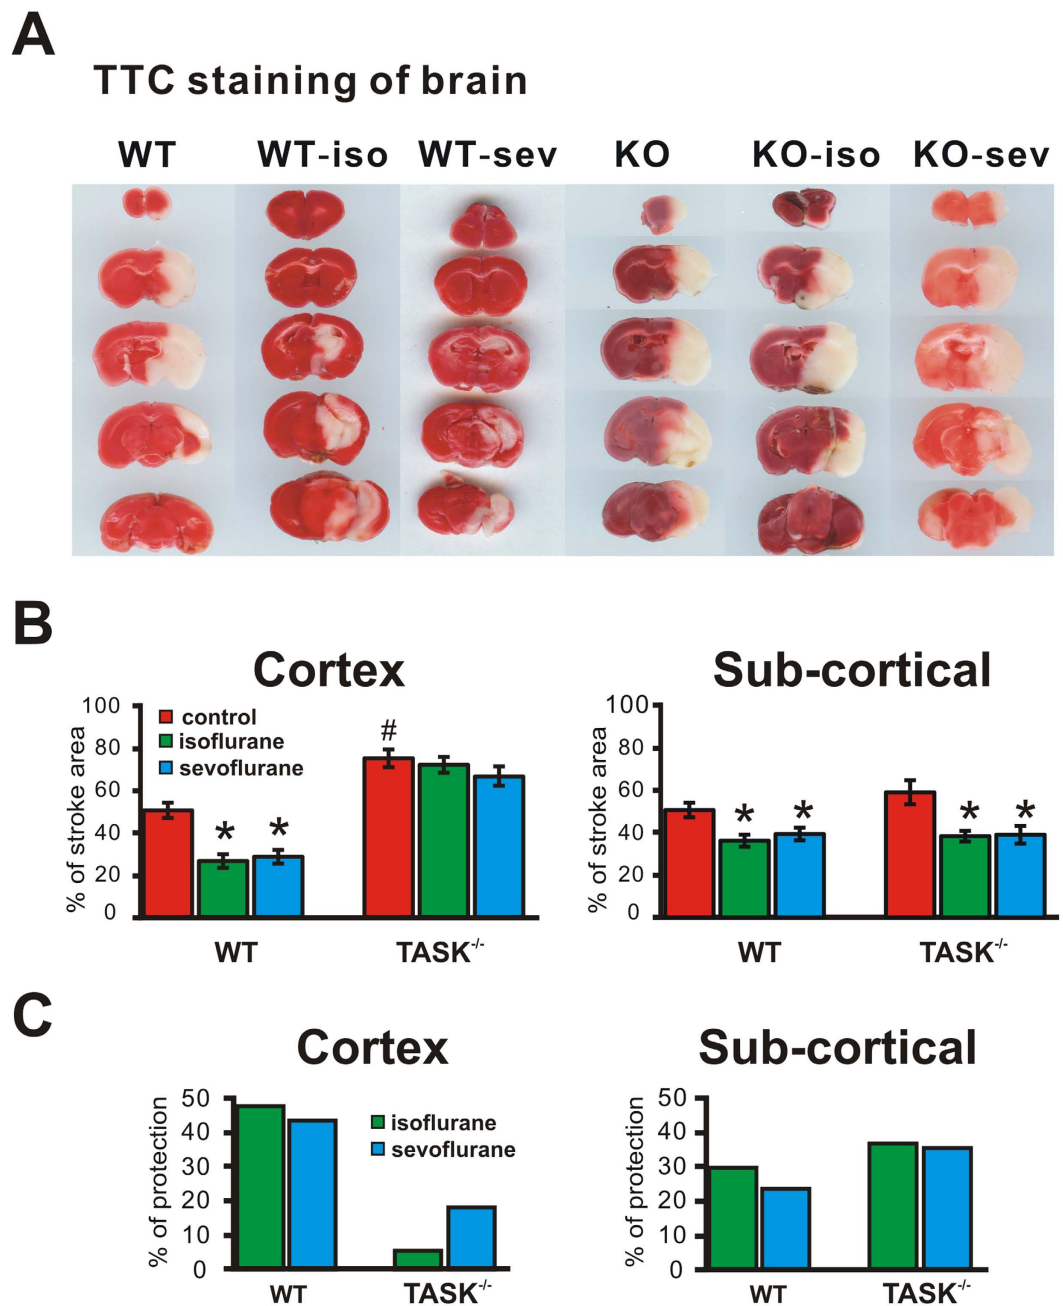 A
TTC staining of brain
WT WT-iso WT-sev KO KO-iso KO-sev
B
Cortex
% of stroke area
100
80
60
40
20
0
control
isoflurane
sevoflurane
#
* *
WT TASK-/-
Sub-cortical
% of stroke area
100
80
60
40
20
0
* * * *
WT TASK-/-
C
Cortex
% of protection
50
40
30
20
10
0
isoflurane
sevoflurane
WT TASK-/-
Sub-cortical
% of protection
50
40
30
20
10
0
WT TASK-/-